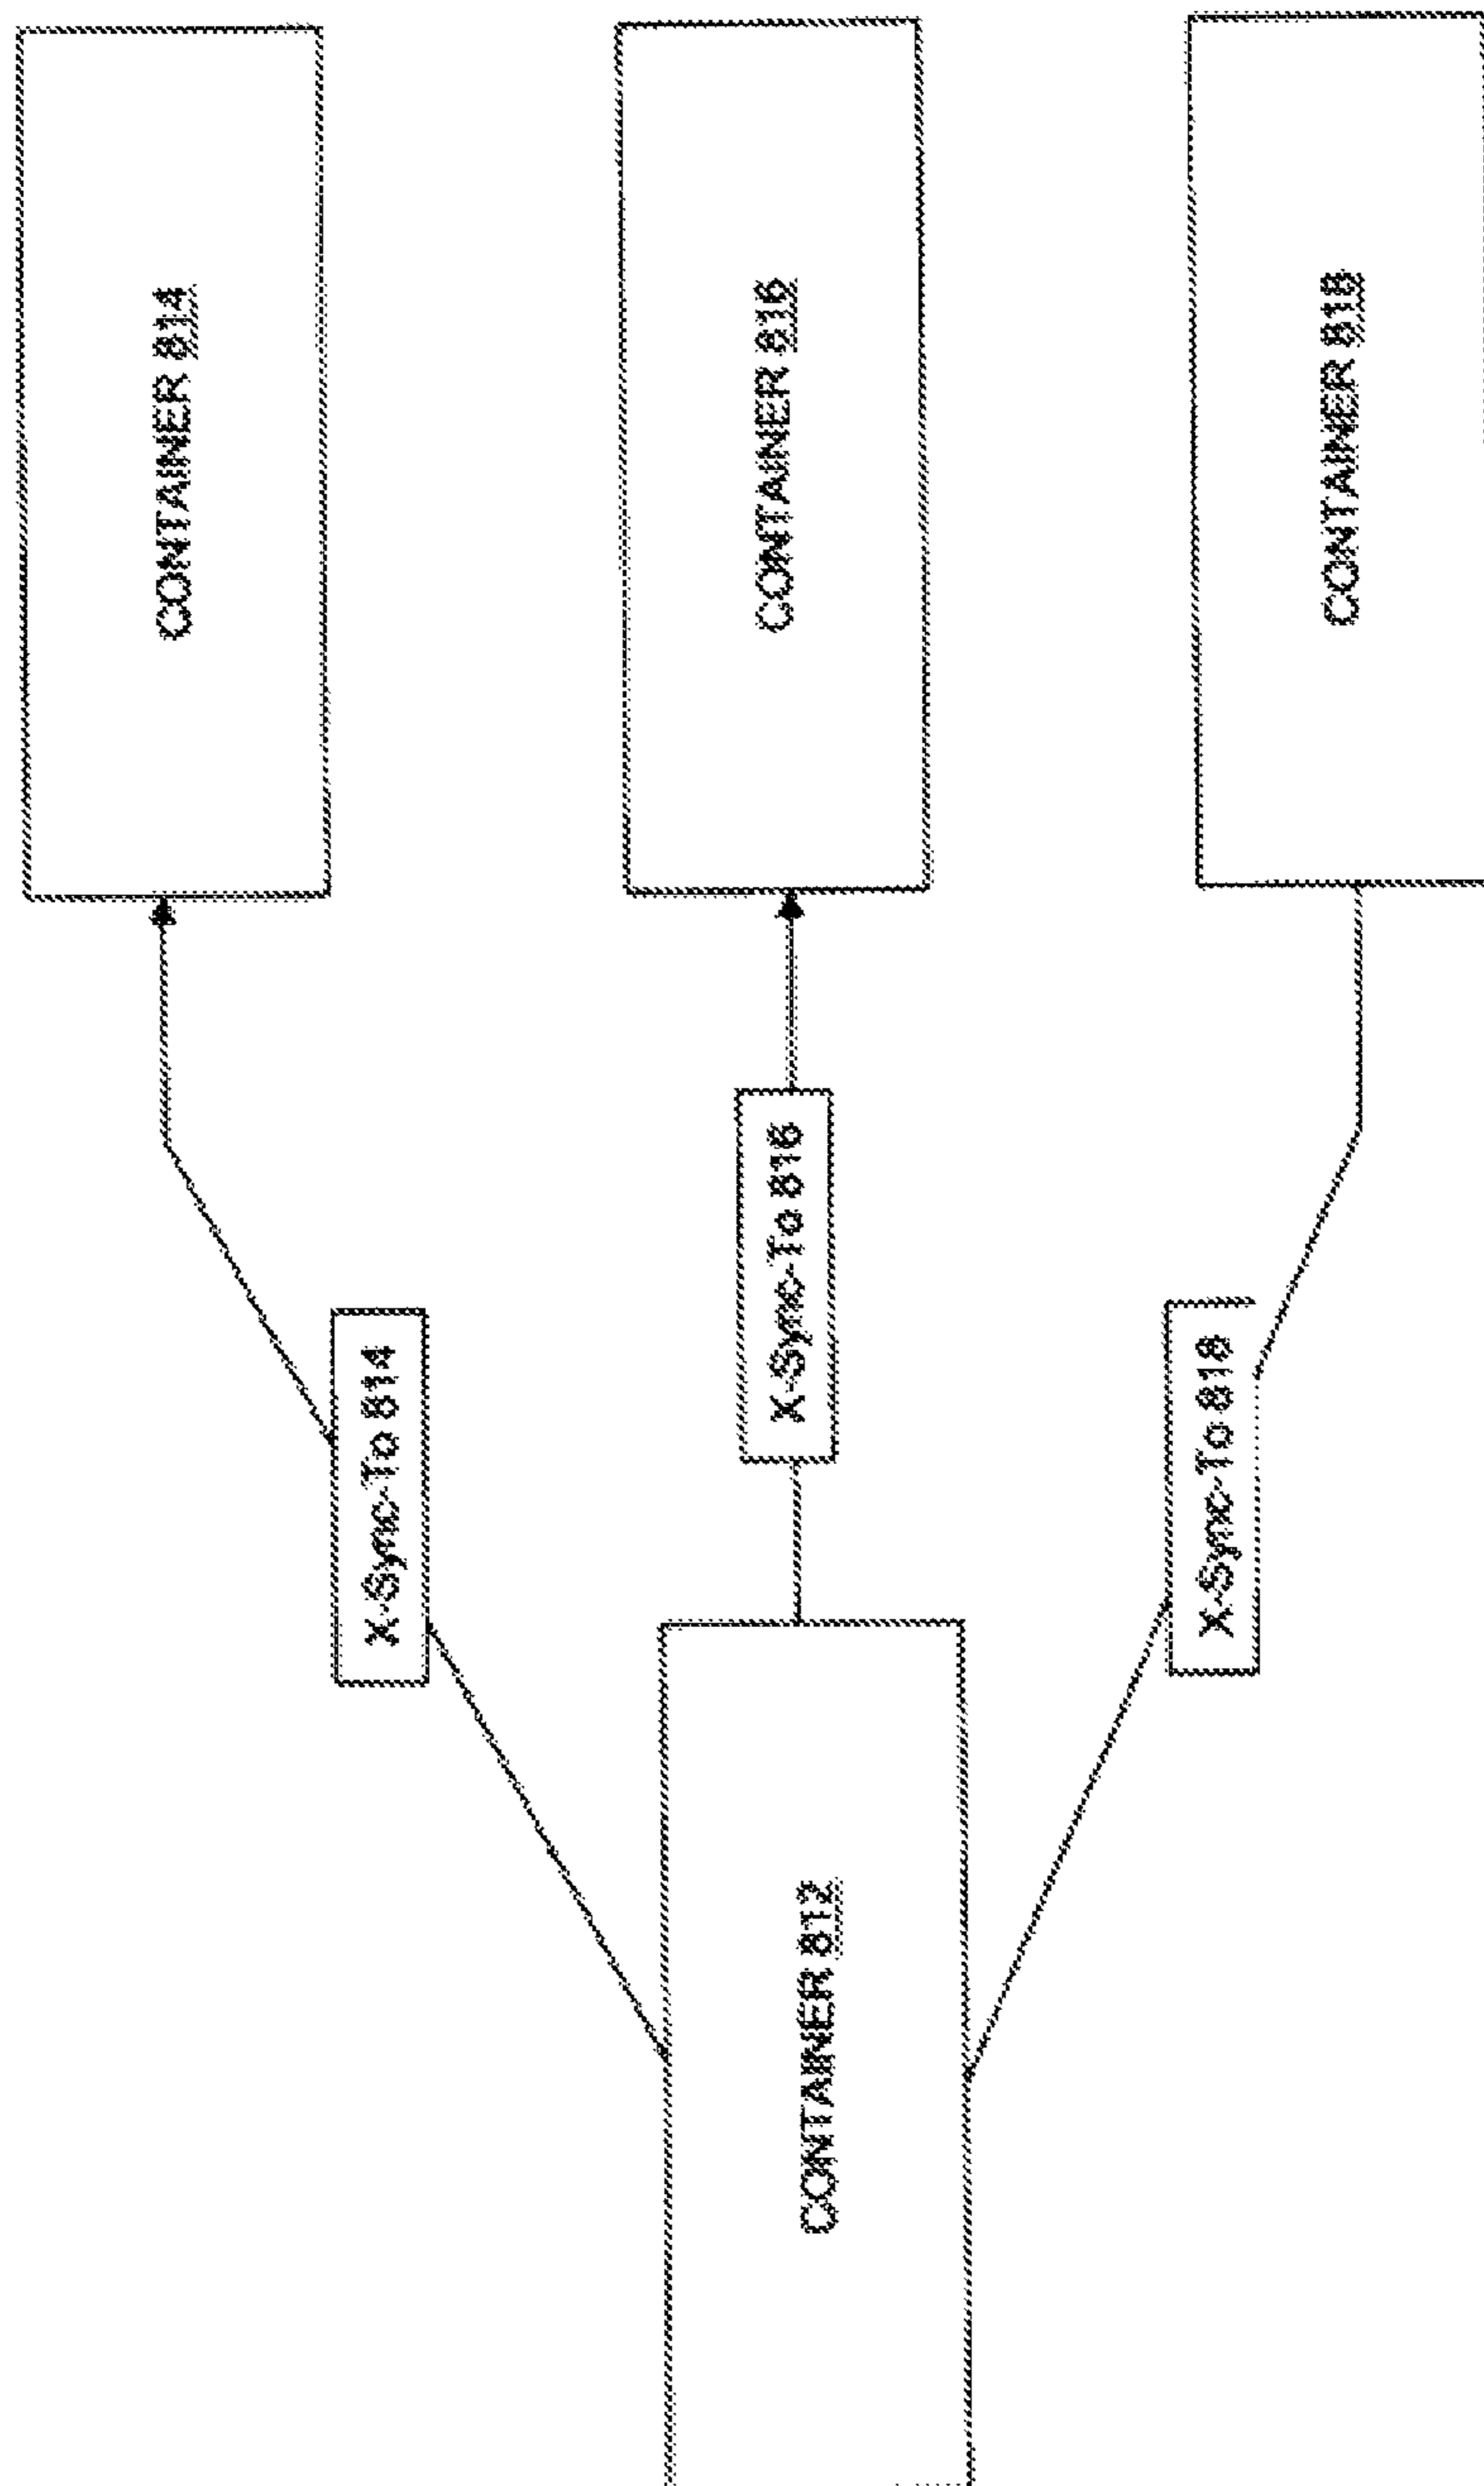 CONTAINER 814
X-Sync-To 814
CONTAINER 812
X-Sync-To 816
CONTAINER 816
X-Sync-To 818
CONTAINER 818